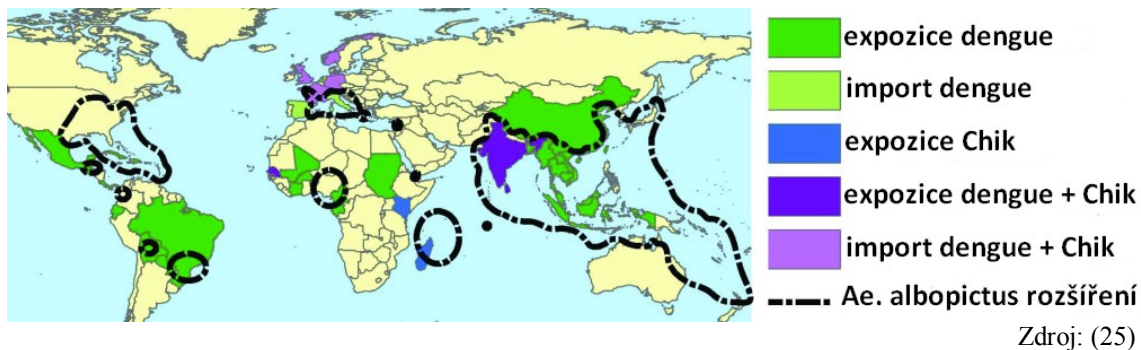 expozice dengue
import dengue
expozice Chik
expozice dengue + Chik
import dengue + Chik
Ae. albopictus rozšíření
Zdroj: (25)